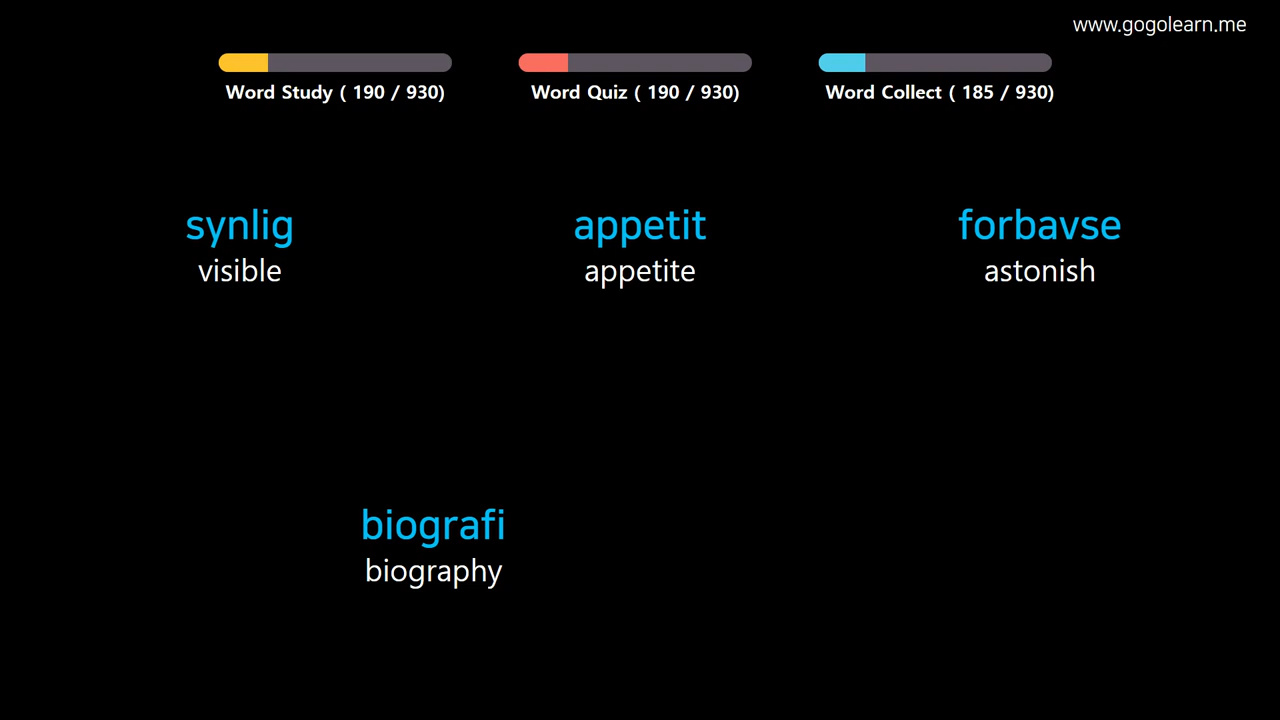 www.gogolearn.me
Word Study ( 190 / 930)
Word Quiz ( 190 / 930)
Word Collect ( 185 / 930)
synlig
visible
appetit
appetite
forbavse
astonish
biografi
biography